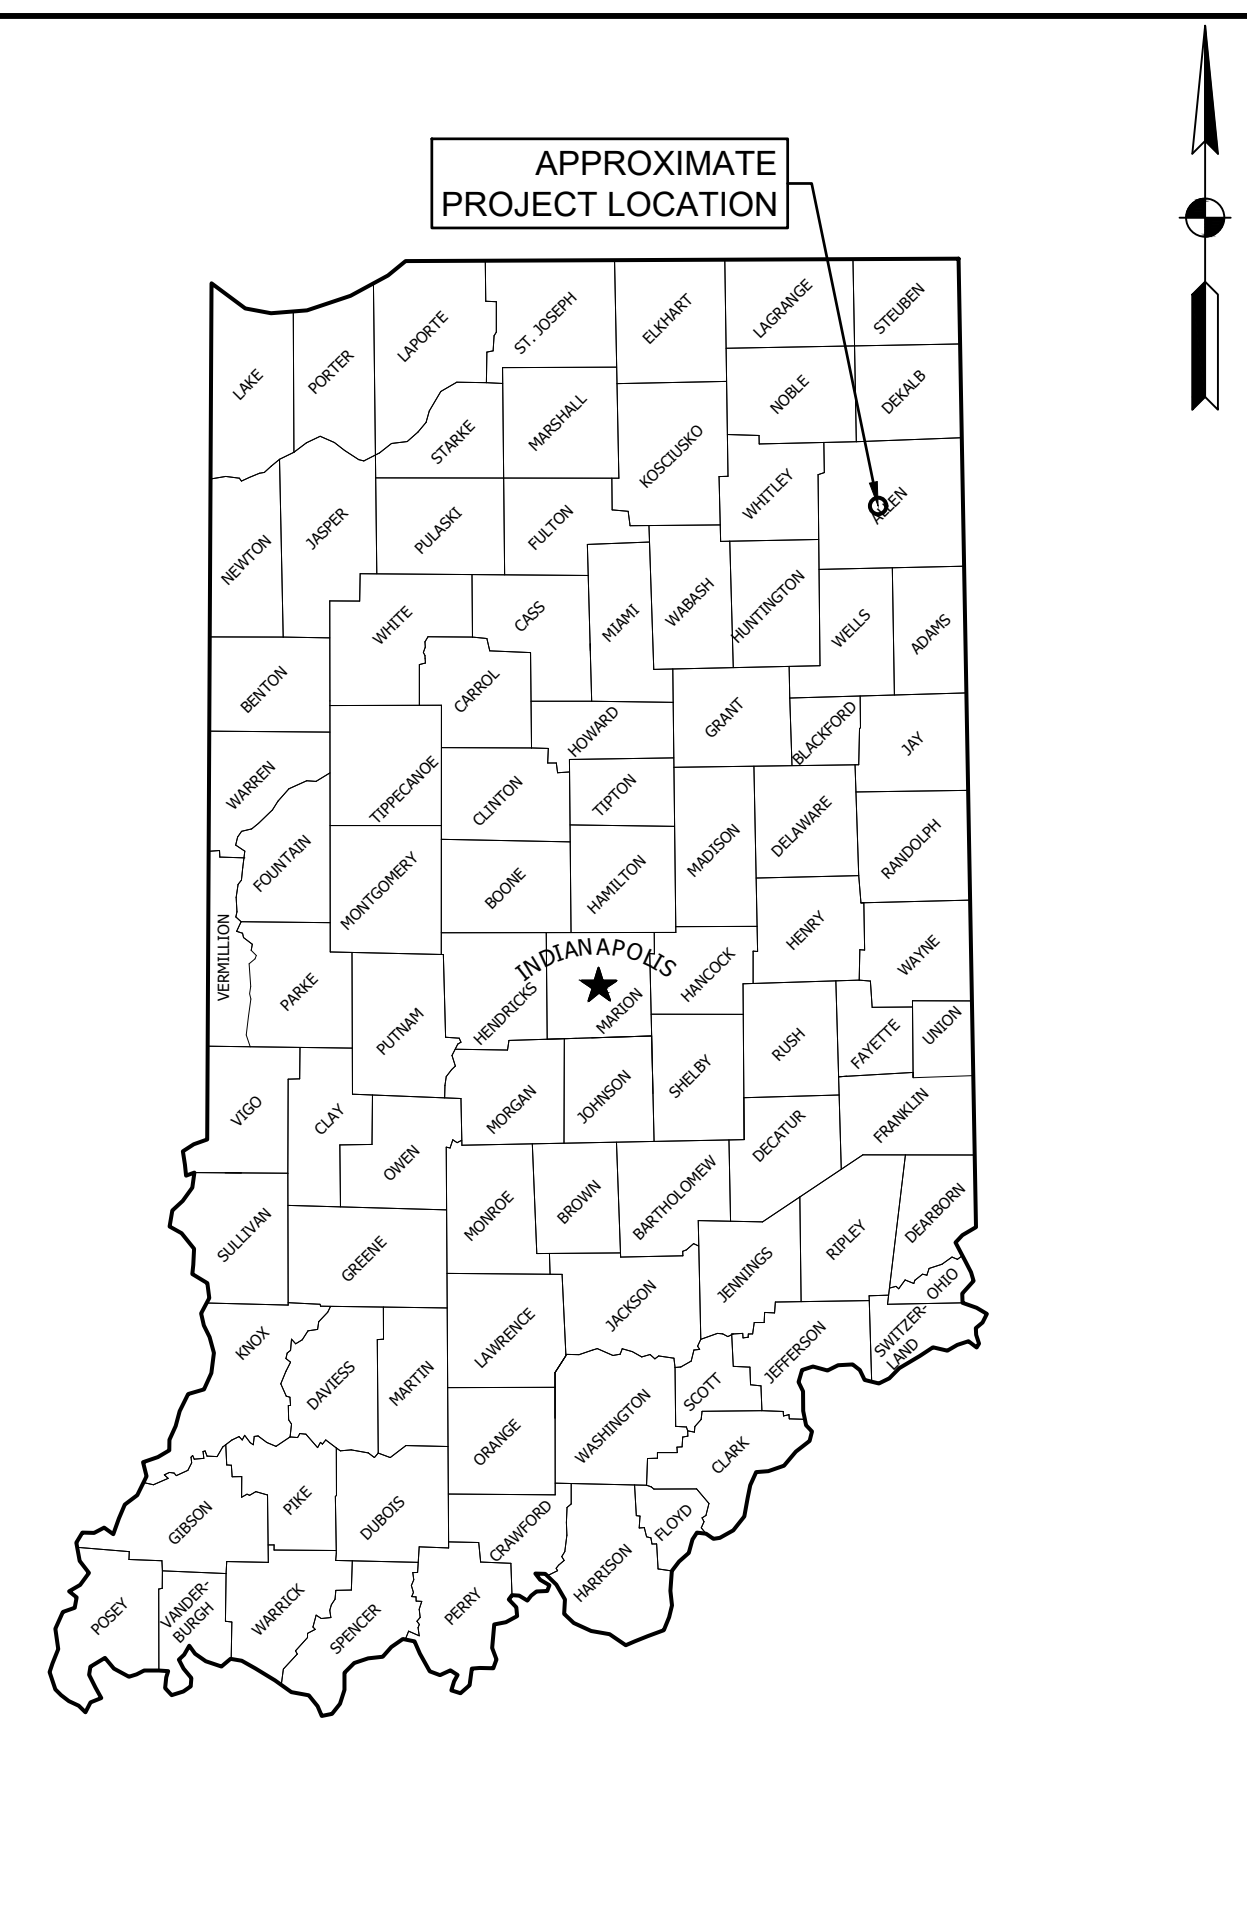 APPROXIMATE
PROJECT LOCATION
LAKE
PORTER
LAPORTE
ST. JOSEPH
ELKHART
LAGRANGE
STEUBEN
STARKE
MARSHALL
KOSCIUSKO
NOBLE
DEKALB
WHITLEY
ALLEN
NEWTON
JASPER
PULASKI
FULTON
WHITE
CASS
MIAMI
WABASH
HUNTINGTON
WELLS
ADAMS
BENTON
CARROL
HOWARD
GRANT
BLACKFORD
JAY
WARREN
TIPPECANOE
CLINTON
TIPTON
MADISON
DELAWARE
RANDOLPH
FOUNTAIN
MONTGOMERY
BOONE
HAMILTON
HENRY
WAYNE
VERMILLION
PARKE
PUTNAM
HENDRICKS
INDIANAPOLIS
MARION
HANCOCK
RUSH
FAYETTE
UNION
VIGO
CLAY
OWEN
MORGAN
JOHNSON
SHELBY
DECATUR
FRANKLIN
SULLIVAN
GREENE
MONROE
BROWN
BARTHOLOMEW
JENNINGS
RIPLEY
DEARBORN
OHIO
SWITZER-
LAND
KNOX
DAVIESS
MARTIN
LAWRENCE
JACKSON
SCOTT
JEFFERSON
ORANGE
WASHINGTON
CLARK
GIBSON
PIKE
DUBOIS
CRAWFORD
HARRISON
FLOYD
POSEY
VANDER-
BURGH
WARRICK
SPENCER
PERRY